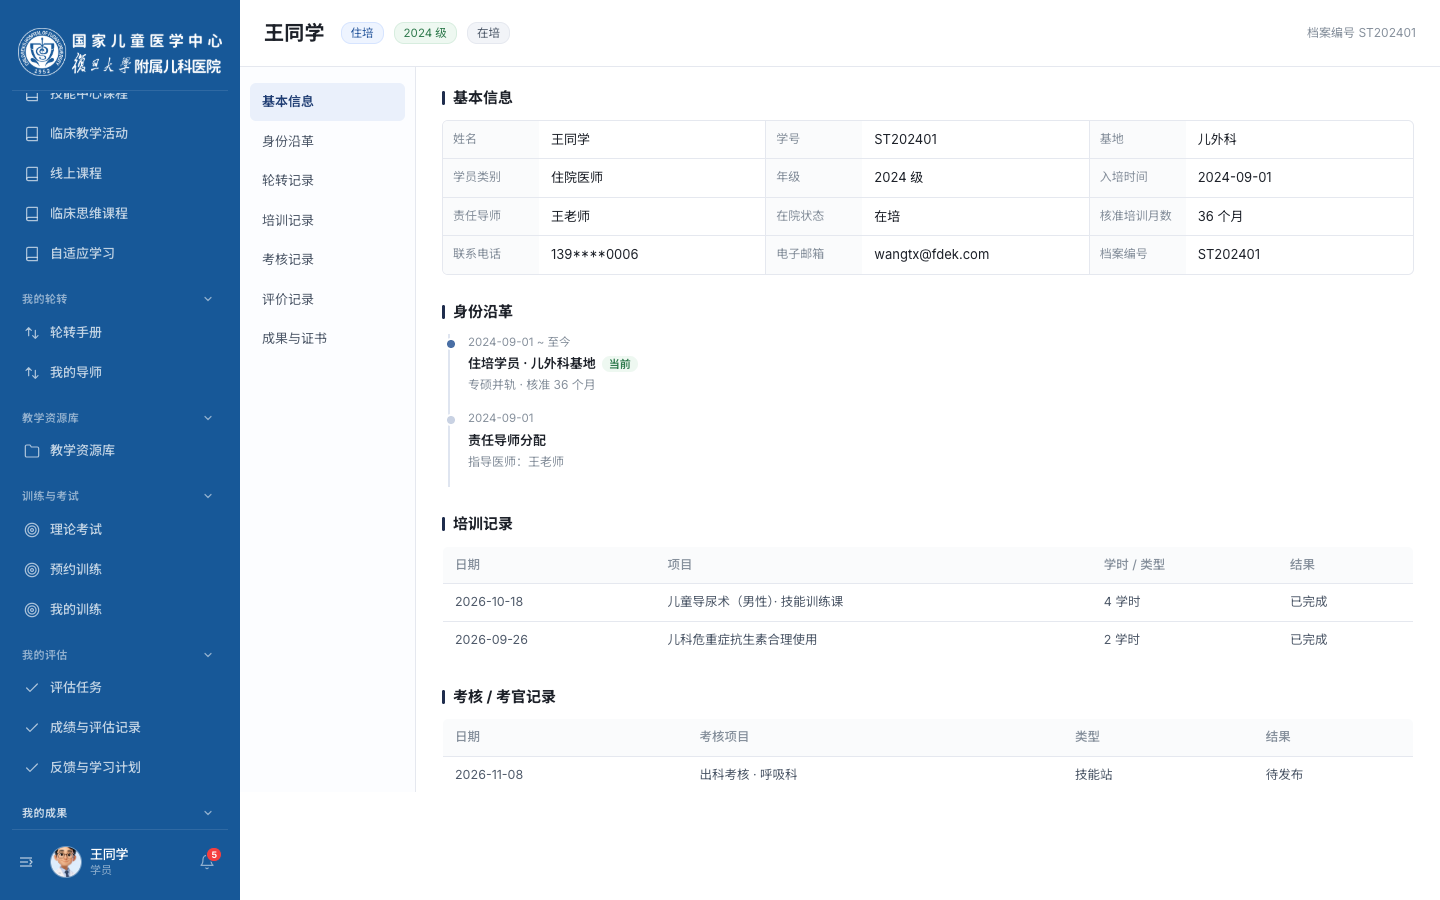 国家儿童医学中心
復旦大学附属儿科医院
1952
技能中心课程
临床教学活动
线上课程
临床思维课程
自适应学习
我的轮转
轮转手册
我的导师
教学资源库
教学资源库
训练与考试
理论考试
预约训练
我的训练
我的评估
评估任务
成绩与评估记录
反馈与学习计划
我的成果
王同学
学员
5
王同学 住培 2024 级 在培
档案编号 ST202401
基本信息
身份沿革
轮转记录
培训记录
考核记录
评价记录
成果与证书
基本信息
姓名 王同学 学号 ST202401 基地 儿外科
学员类别 住院医师 年级 2024 级 入培时间 2024-09-01
责任导师 王老师 在院状态 在培 核准培训月数 36 个月
联系电话 139****0006 电子邮箱 wangtx@fdek.com 档案编号 ST202401
身份沿革
2024-09-01 ~ 至今
住培学员 · 儿外科基地 当前
专硕并轨 · 核准 36 个月
2024-09-01
责任导师分配
指导医师：王老师
培训记录
日期 项目 学时 / 类型 结果
2026-10-18 儿童导尿术（男性）· 技能训练课 4 学时 已完成
2026-09-26 儿科危重症抗生素合理使用 2 学时 已完成
考核 / 考官记录
日期 考核项目 类型 结果
2026-11-08 出科考核 · 呼吸科 技能站 待发布